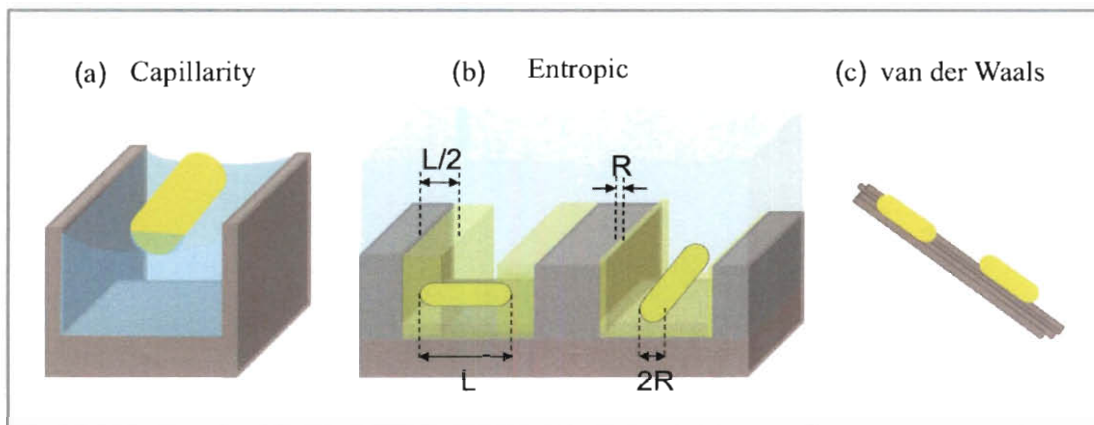 (a) Capillarity
(b) Entropic
(c) van der Waals
L/2
R
L
2R